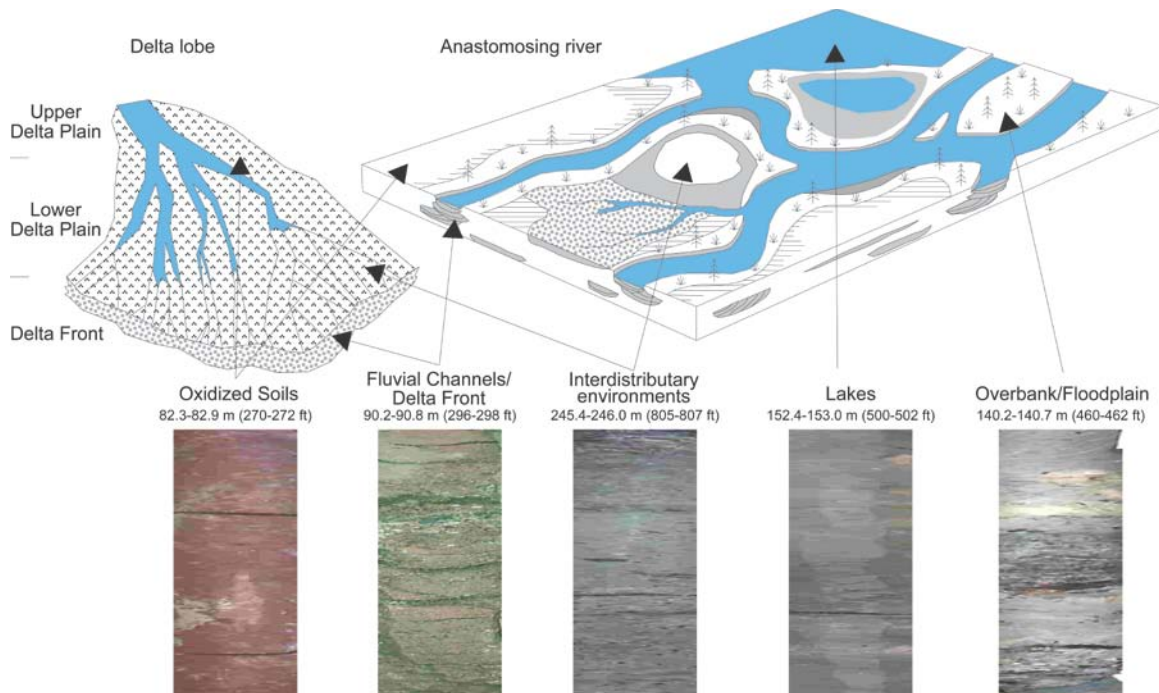 Delta lobe
Anastomosing river
Upper
Delta Plain
Lower
Delta Plain
Delta Front
Oxidized Soils
82.3-82.9 m (270-272 ft)
Fluvial Channels/
Delta Front
90.2-90.8 m (296-298 ft)
Interdistributary
environments
245.4-246.0 m (805-807 ft)
Lakes
152.4-153.0 m (500-502 ft)
Overbank/Floodplain
140.2-140.7 m (460-462 ft)